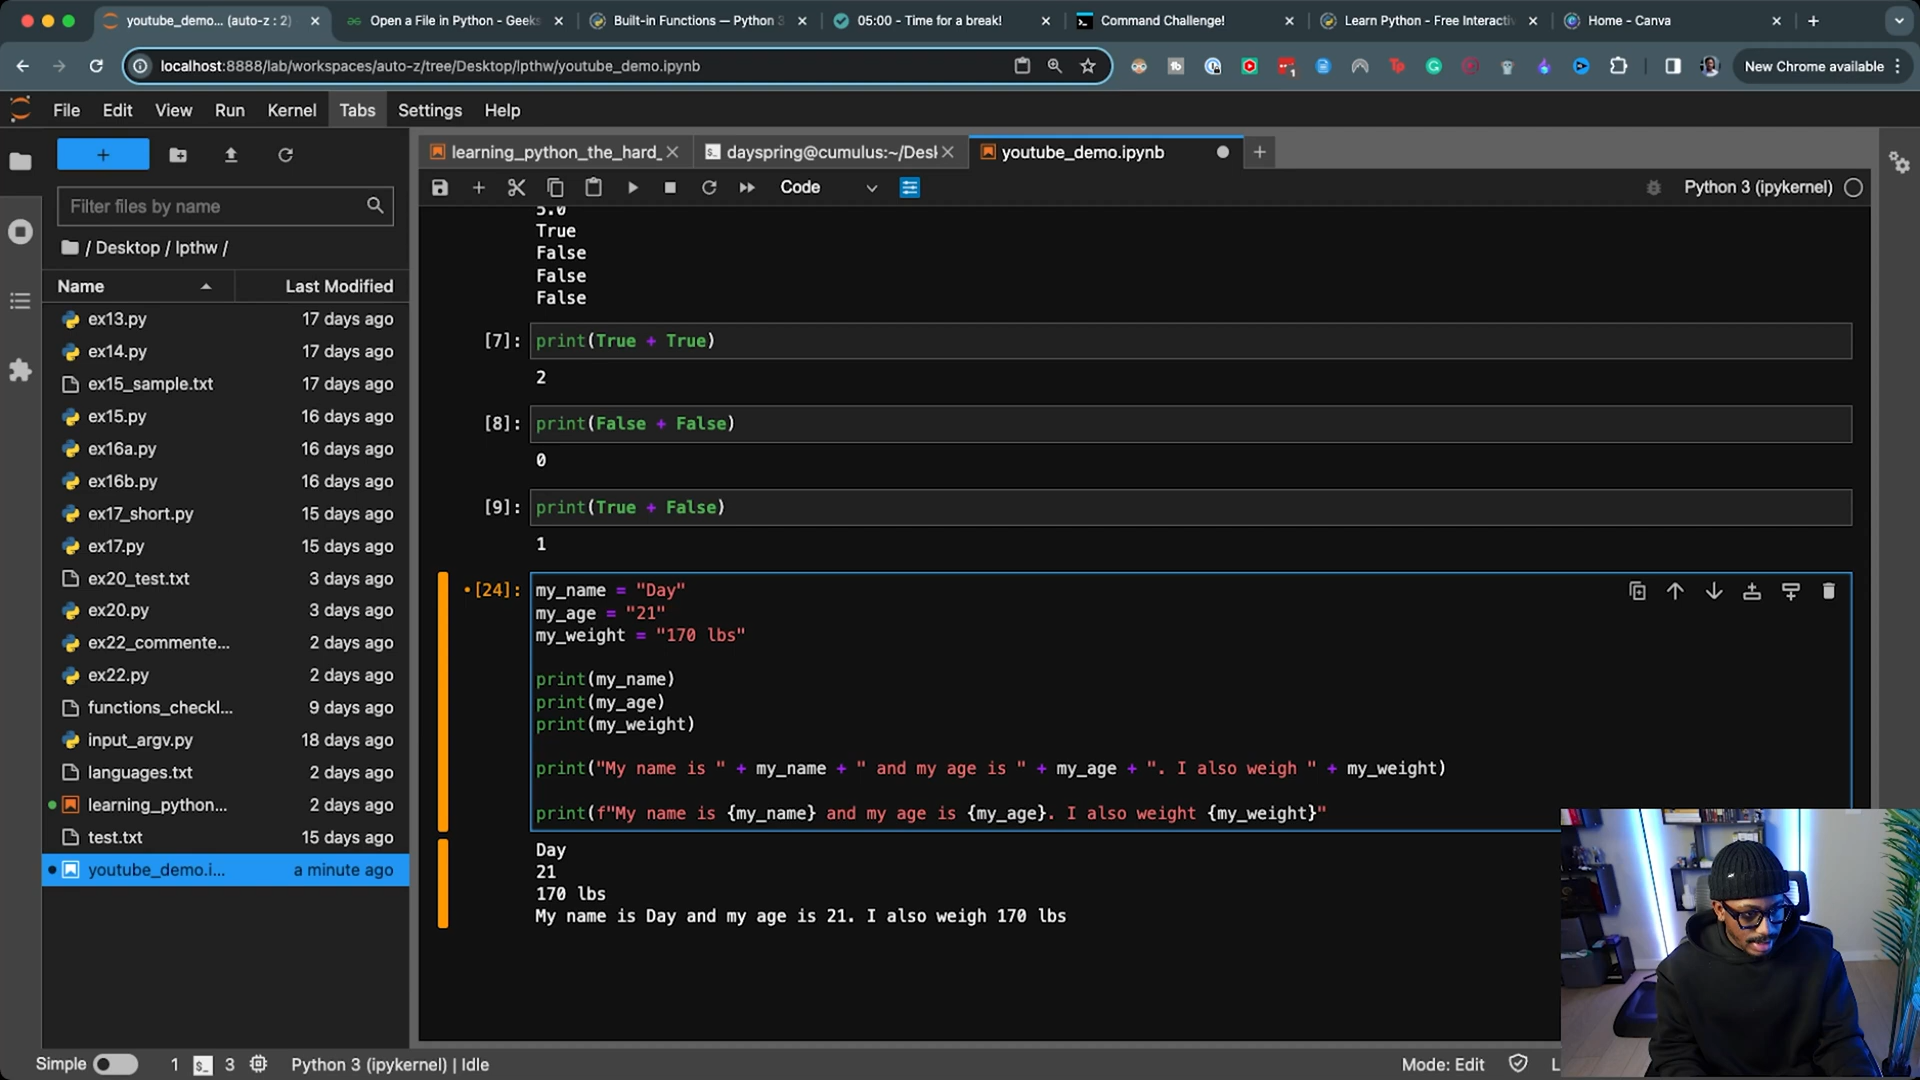 youtube_demo... (auto-z : 2)
Open a File in Python - Geeks
Built-in Functions — Python 3
05:00 - Time for a break!
Command Challenge!
Learn Python - Free Interacti
Home - Canva
localhost:8888/lab/workspaces/auto-z/tree/Desktop/lpthw/youtube_demo.ipynb
New Chrome available
File Edit View Run Kernel Tabs Settings Help
learning_python_the_hard_
dayspring@cumulus:~/Desk
youtube_demo.ipynb
Code
Python 3 (ipykernel)
Filter files by name
/ Desktop / lpthw /
Name Last Modified
ex13.py 17 days ago
ex14.py 17 days ago
ex15_sample.txt 17 days ago
ex15.py 16 days ago
ex16a.py 16 days ago
ex16b.py 16 days ago
ex17_short.py 15 days ago
ex17.py 15 days ago
ex20_test.txt 3 days ago
ex20.py 3 days ago
ex22_commente... 2 days ago
ex22.py 2 days ago
functions_checkl... 9 days ago
input_argv.py 18 days ago
languages.txt 2 days ago
learning_python... 2 days ago
test.txt 15 days ago
youtube_demo.i... a minute ago
5.0
True
False
False
False
[7]: print(True + True)
2
[8]: print(False + False)
0
[9]: print(True + False)
1
[24]: my_name = "Day"
my_age = "21"
my_weight = "170 lbs"
print(my_name)
print(my_age)
print(my_weight)
print("My name is " + my_name + " and my age is " + my_age + ". I also weigh " + my_weight)
print(f"My name is {my_name} and my age is {my_age}. I also weight {my_weight}"
Day
21
170 lbs
My name is Day and my age is 21. I also weigh 170 lbs
Simple 1 3 Python 3 (ipykernel) | Idle
Mode: Edit